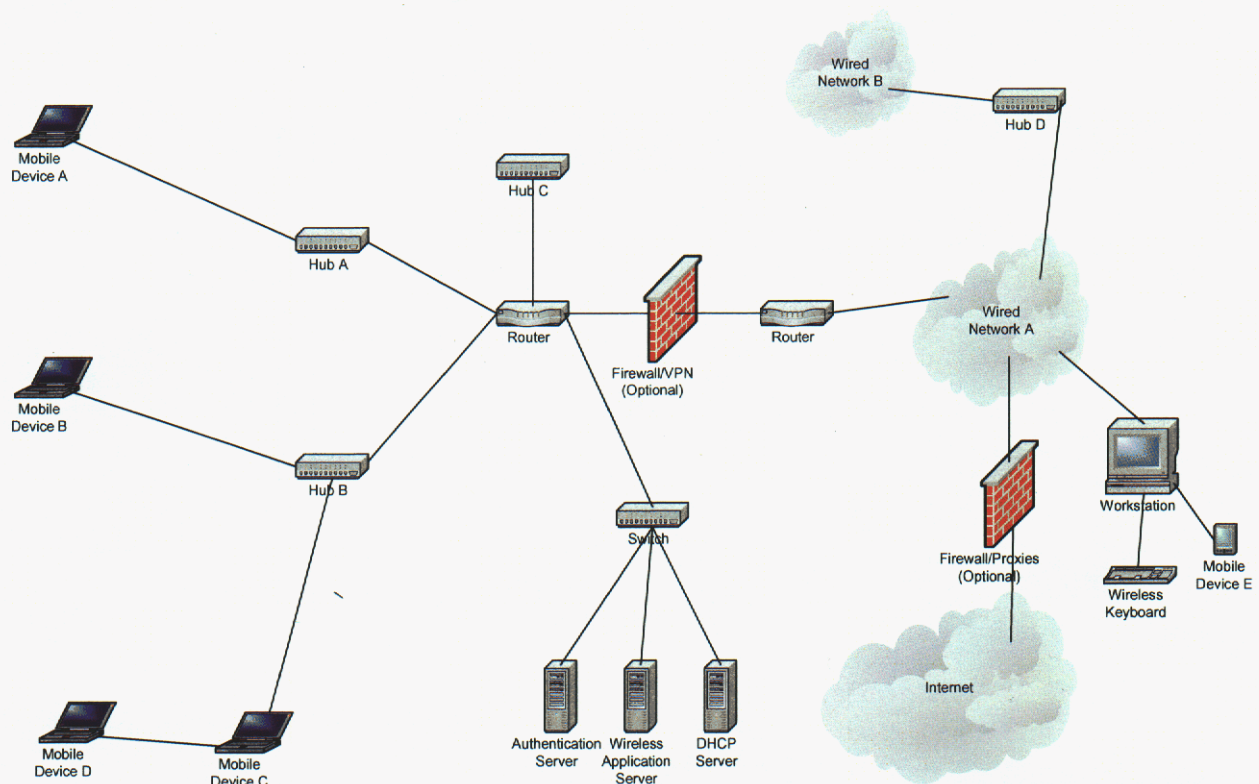 Wired
Network B
Hub D
Mobile
Device A
Hub C
Hub A
Router
Firewall/VPN
(Optional)
Router
Wired
Network A
Mobile
Device B
Hub B
Switch
Firewall/Proxies
(Optional)
Workstation
Wireless
Keyboard
Mobile
Device E
Internet
Authentication
Server
Wireless
Application
Server
DHCP
Server
Mobile
Device D
Mobile
Device C